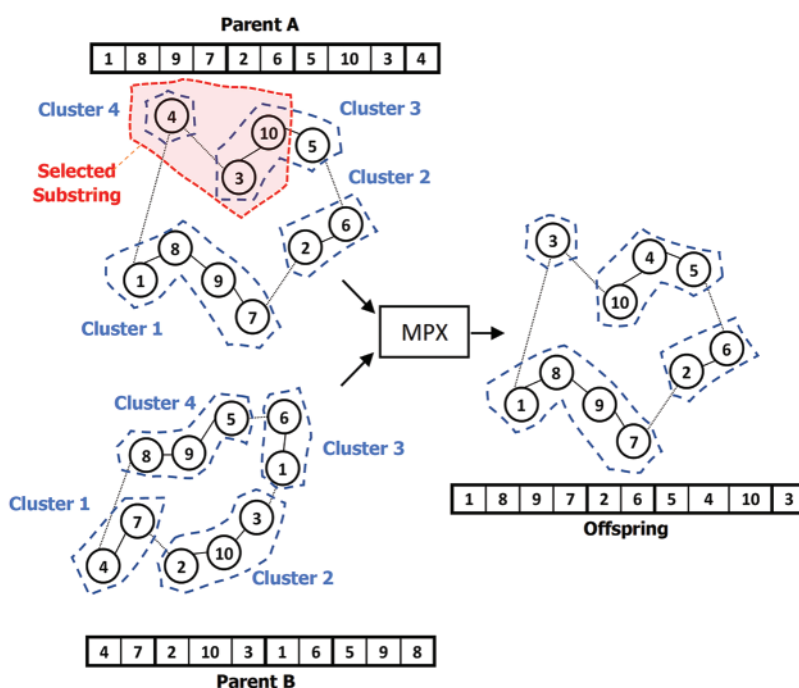 Parent A
1 8 9 7 2 6 5 10 3 4
Cluster 4
4
Cluster 3
10
5
Selected
Substring
3
Cluster 2
6
2
8
1
9
7
Cluster 1
MPX
3
4
5
10
6
2
8
1
9
7
1 8 9 7 2 6 5 4 10 3
Offspring
Cluster 4
5
6
8
9
1
Cluster 3
Cluster 1
7
3
10
4
2
Cluster 2
4 7 2 10 3 1 6 5 9 8
Parent B